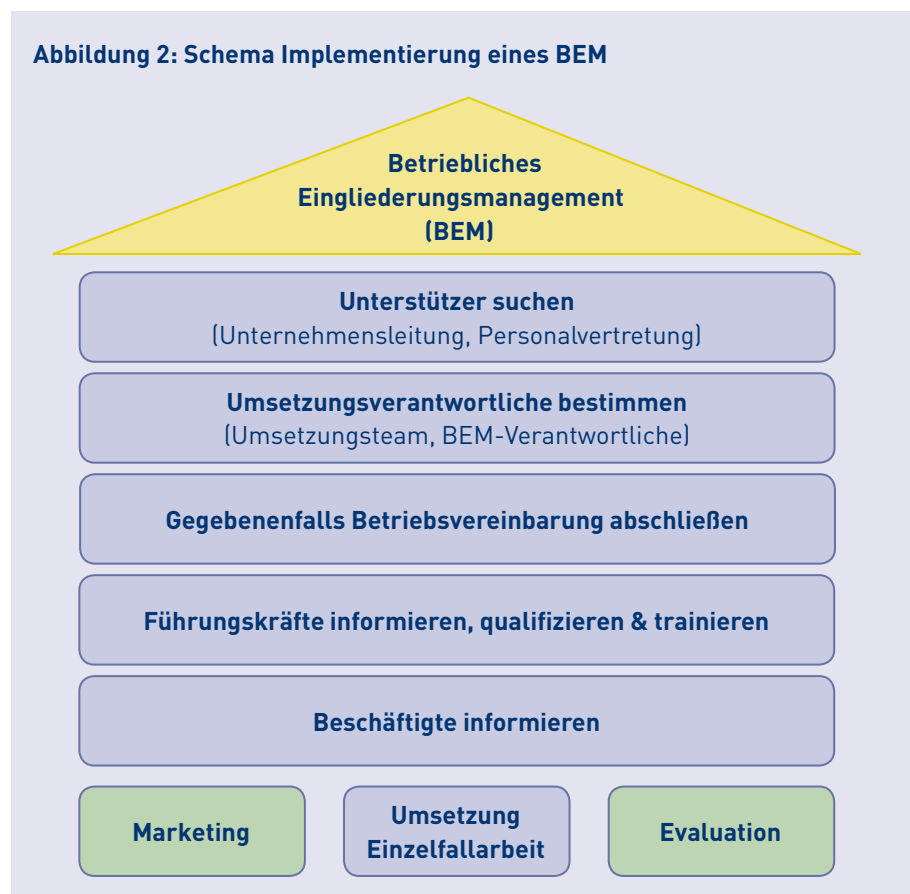 Abbildung 2: Schema Implementierung eines BEM
Betriebliches
Eingliederungsmanagement
(BEM)
Unterstützer suchen
(Unternehmensleitung, Personalvertretung)
Umsetzungsverantwortliche bestimmen
(Umsetzungsteam, BEM-Verantwortliche)
Gegebenenfalls Betriebsvereinbarung abschließen
Führungskräfte informieren, qualifizieren & trainieren
Beschäftigte informieren
Marketing
Umsetzung
Einzelfallarbeit
Evaluation